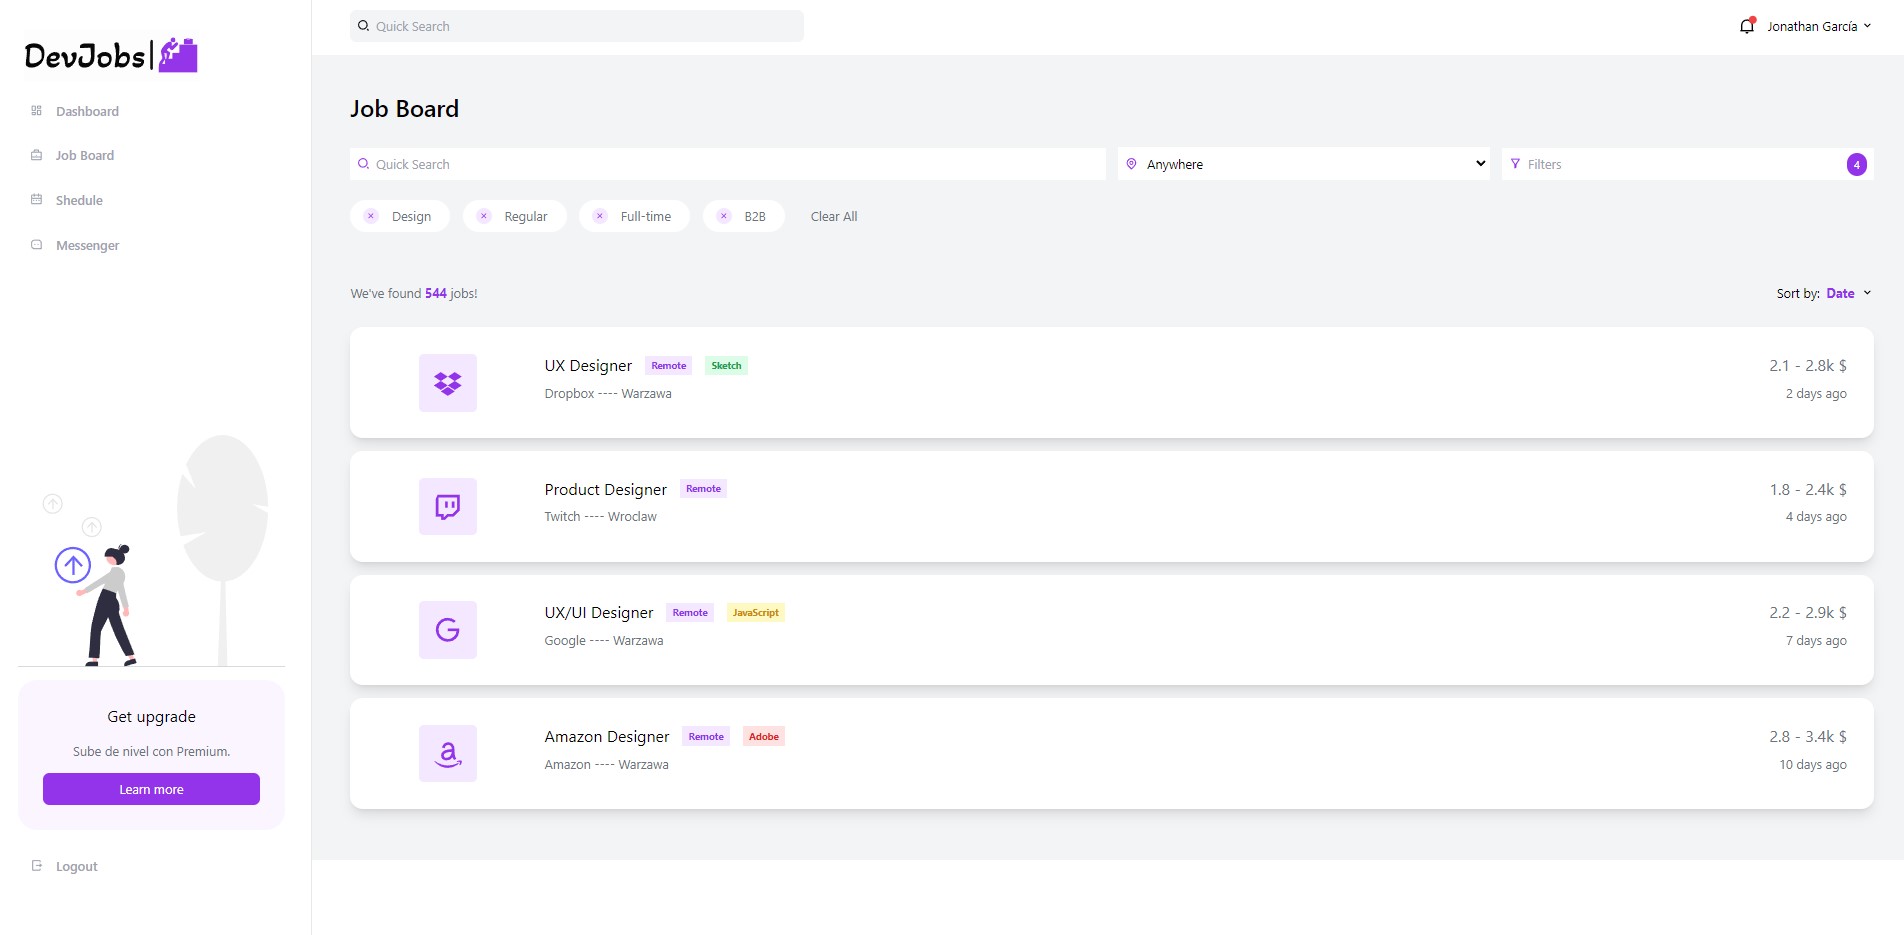 DevJobs|
Dashboard
Job Board
Shedule
Messenger
Get upgrade
Sube de nivel con Premium.
Learn more
Logout
Quick Search
Jonathan García
Job Board
Quick Search
Anywhere
Filters
4
Design
Regular
Full-time
B2B
Clear All
We've found 544 jobs!
Sort by: Date
UX Designer Remote Sketch
Dropbox ---- Warzawa
2.1 - 2.8k $
2 days ago
Product Designer Remote
Twitch ---- Wroclaw
1.8 - 2.4k $
4 days ago
UX/UI Designer Remote JavaScript
Google ---- Warzawa
2.2 - 2.9k $
7 days ago
Amazon Designer Remote Adobe
Amazon ---- Warzawa
2.8 - 3.4k $
10 days ago